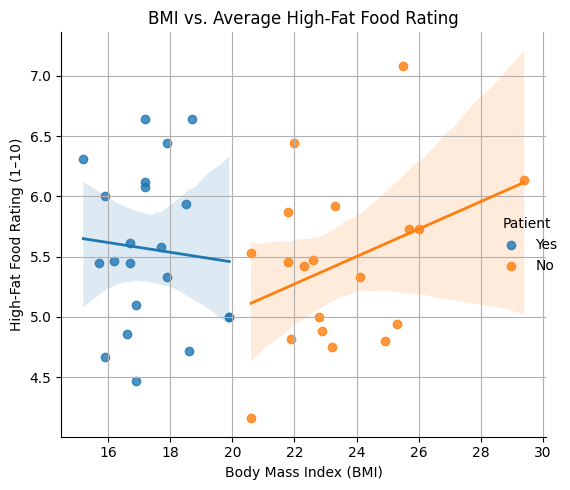 BMI vs. Average High-Fat Food Rating
High-Fat Food Rating (1–10)
7.0
6.5
6.0
5.5
5.0
4.5
Patient
Yes
No
16
18
20
22
24
26
28
30
Body Mass Index (BMI)